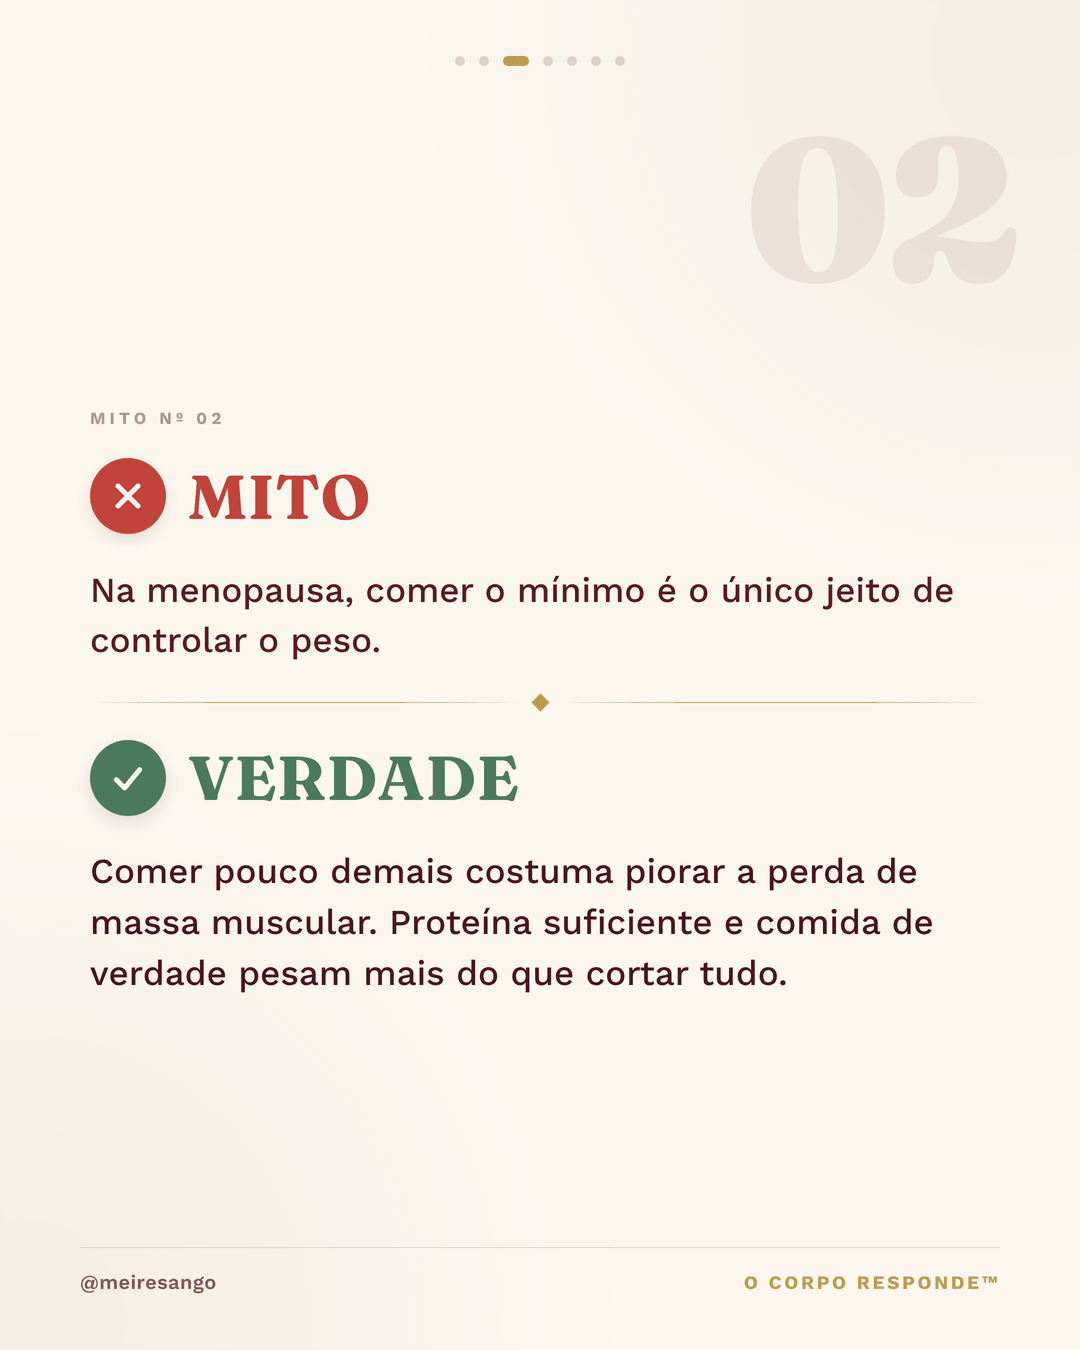 02
MITO Nº 02
MITO
Na menopausa, comer o mínimo é o único jeito de
controlar o peso.
VERDADE
Comer pouco demais costuma piorar a perda de
massa muscular. Proteína suficiente e comida de
verdade pesam mais do que cortar tudo.
@meiresango
O CORPO RESPONDE™